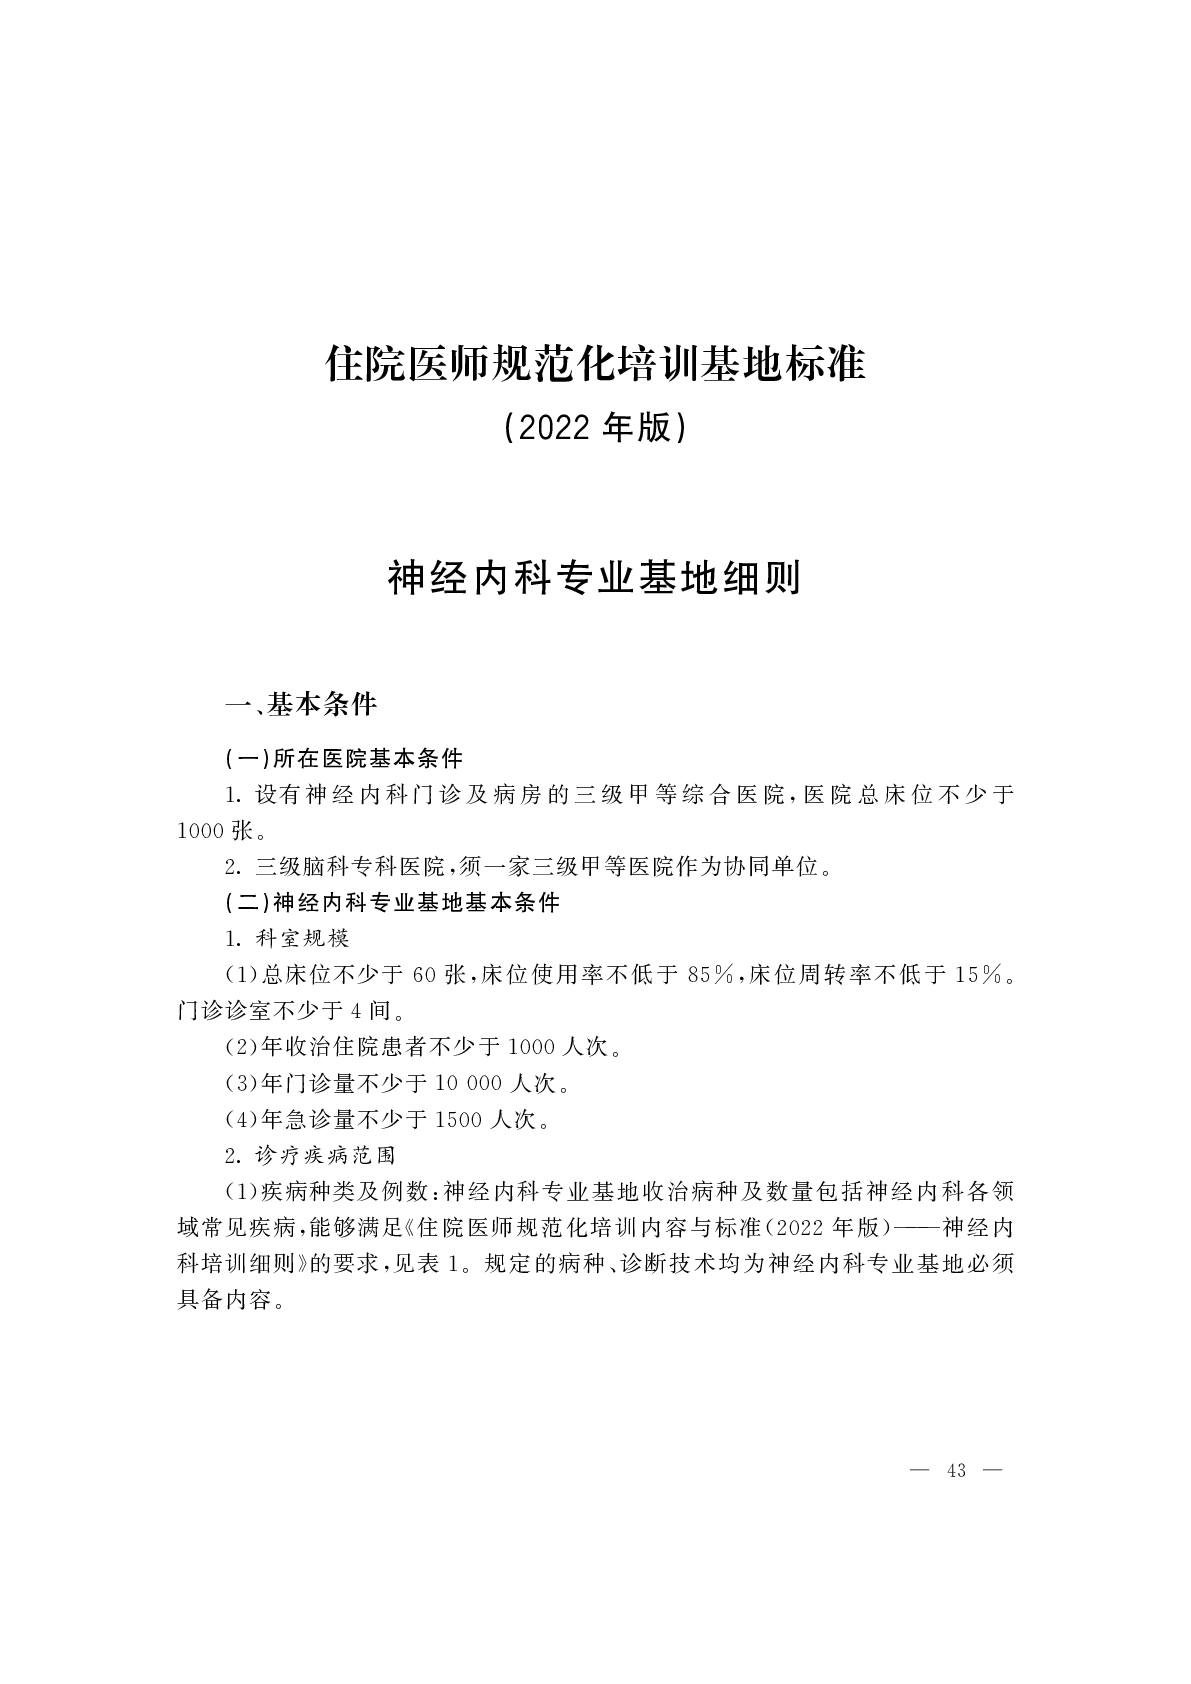 住院医师规范化培训基地标准
(2022 年版)
神经内科专业基地细则
一、基本条件
(一)所在医院基本条件
1. 设有神经内科门诊及病房的三级甲等综合医院,医院总床位不少于
1000 张。
2. 三级脑科专科医院,须一家三级甲等医院作为协同单位。
(二)神经内科专业基地基本条件
1. 科室规模
(1)总床位不少于 60 张,床位使用率不低于 85%,床位周转率不低于 15%。
门诊诊室不少于 4 间。
(2)年收治住院患者不少于 1000 人次。
(3)年门诊量不少于 10 000 人次。
(4)年急诊量不少于 1500 人次。
2. 诊疗疾病范围
(1)疾病种类及例数:神经内科专业基地收治病种及数量包括神经内科各领
域常见疾病,能够满足《住院医师规范化培训内容与标准(2022 年版)——神经内
科培训细则》的要求,见表 1。规定的病种、诊断技术均为神经内科专业基地必须
具备内容。
— 43 —